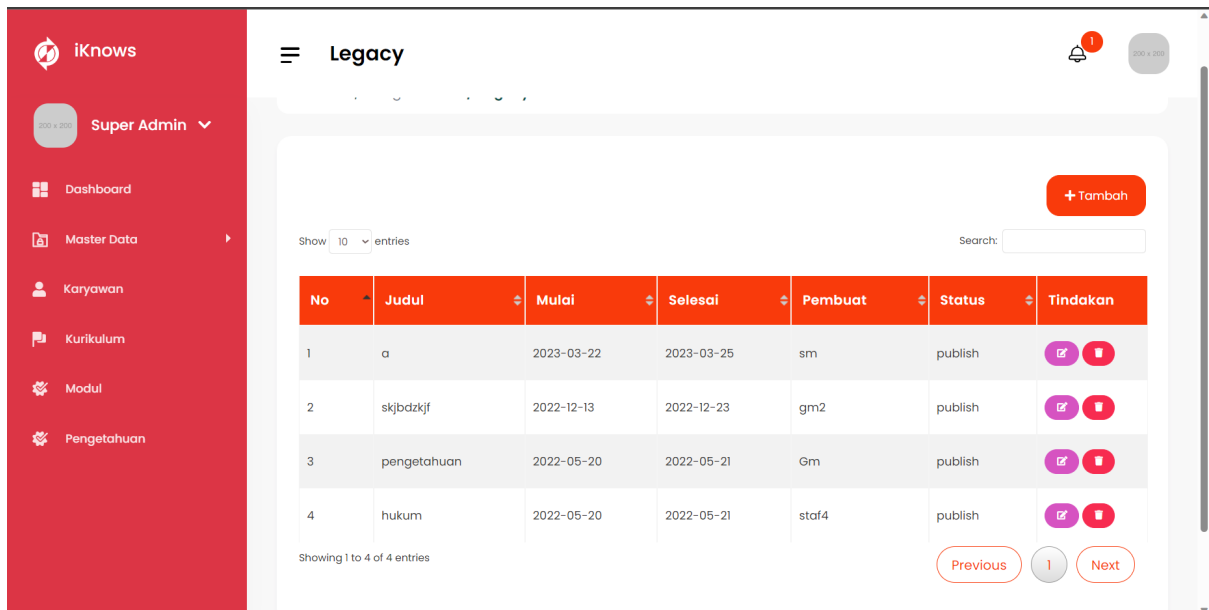 iKnows
Legacy
1
200 x 200
200 x 200
Super Admin
Dashboard
Master Data
Karyawan
Kurikulum
Modul
Pengetahuan
+ Tambah
Show 10 entries
Search:
No Judul Mulai Selesai Pembuat Status Tindakan
1 a 2023-03-22 2023-03-25 sm publish
2 skjbdzkjf 2022-12-13 2022-12-23 gm2 publish
3 pengetahuan 2022-05-20 2022-05-21 Gm publish
4 hukum 2022-05-20 2022-05-21 staf4 publish
Showing 1 to 4 of 4 entries
Previous 1 Next